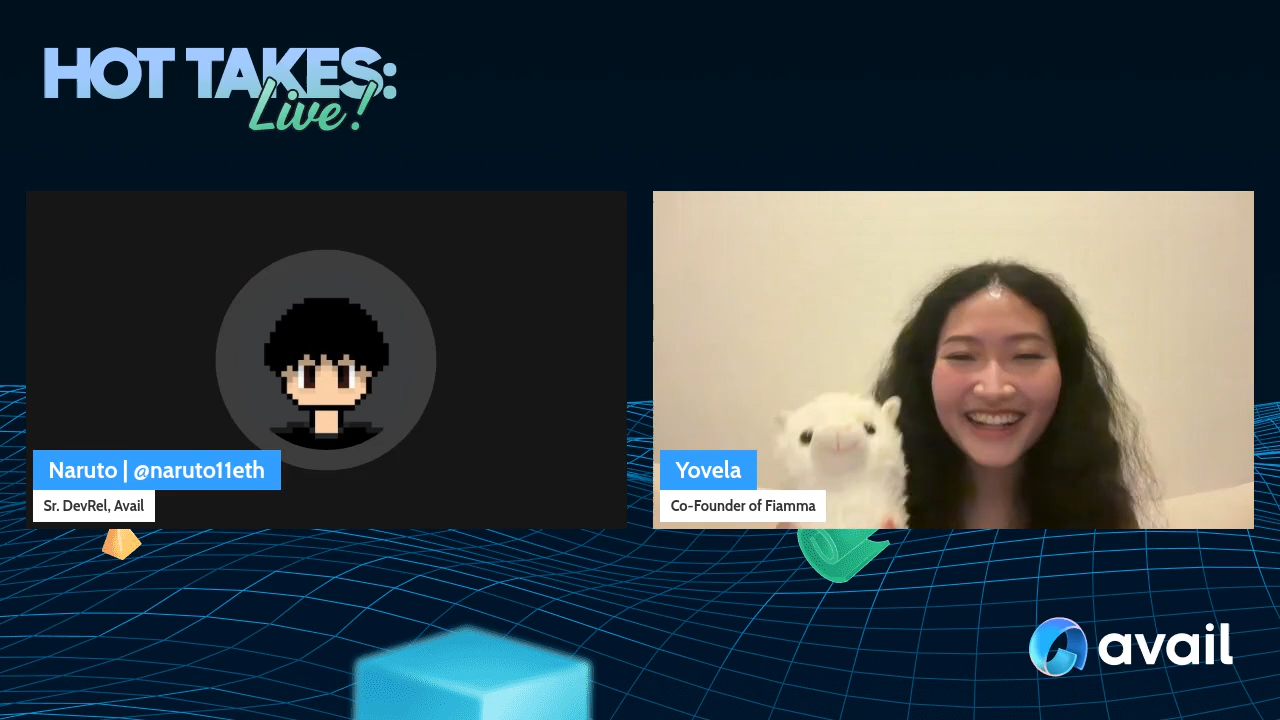 HOT TAKES:
Live!
Naruto | @naruto11eth
Sr. DevRel, Avail
Yovela
Co-Founder of Fiamma
avail